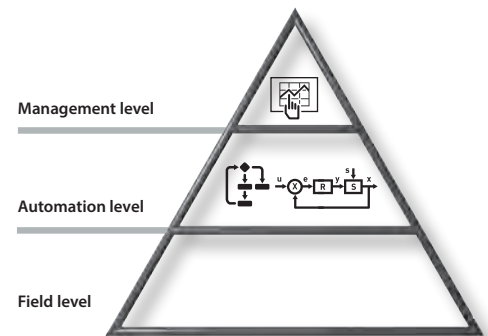 Management level
s
u e y x
X R S
Automation level
Field level